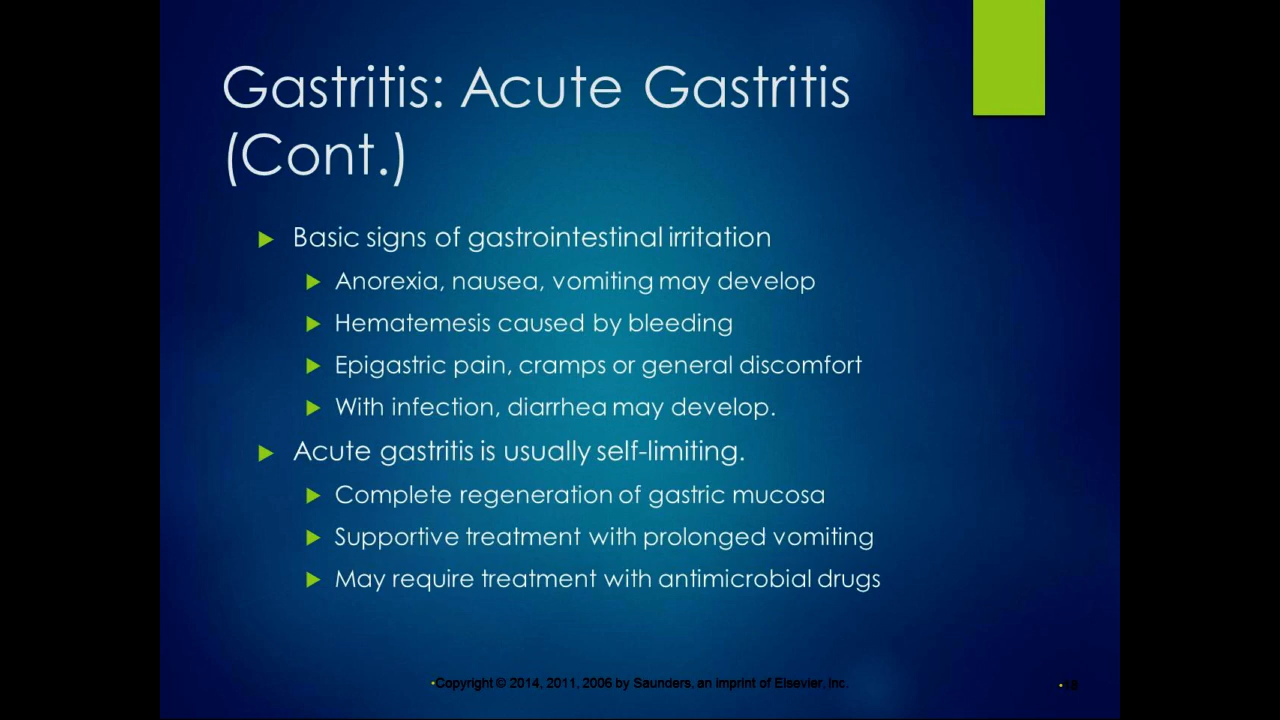 Gastritis: Acute Gastritis
(Cont.)
Basic signs of gastrointestinal irritation
Anorexia, nausea, vomiting may develop
Hematemesis caused by bleeding
Epigastric pain, cramps or general discomfort
With infection, diarrhea may develop.
Acute gastritis is usually self-limiting.
Complete regeneration of gastric mucosa
Supportive treatment with prolonged vomiting
May require treatment with antimicrobial drugs
•Copyright © 2014, 2011, 2006 by Saunders, an imprint of Elsevier, Inc.